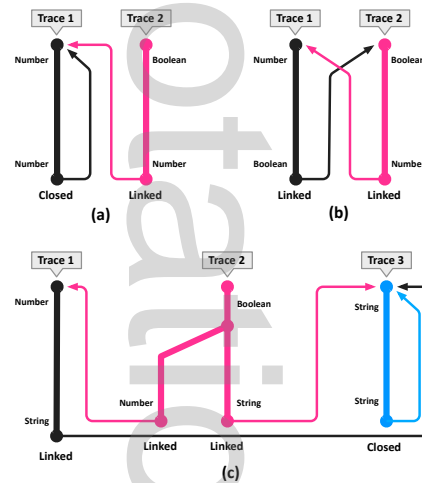 Trace 1 Trace 2
Number Boolean
Number Number
Closed Linked
(a)
Trace 1 Trace 2
Number Boolean
Boolean Number
Linked Linked
(b)
Trace 1 Trace 2 Trace 3
Number Boolean String
Number String String
String
Linked Linked Linked Closed
(c)
otatio